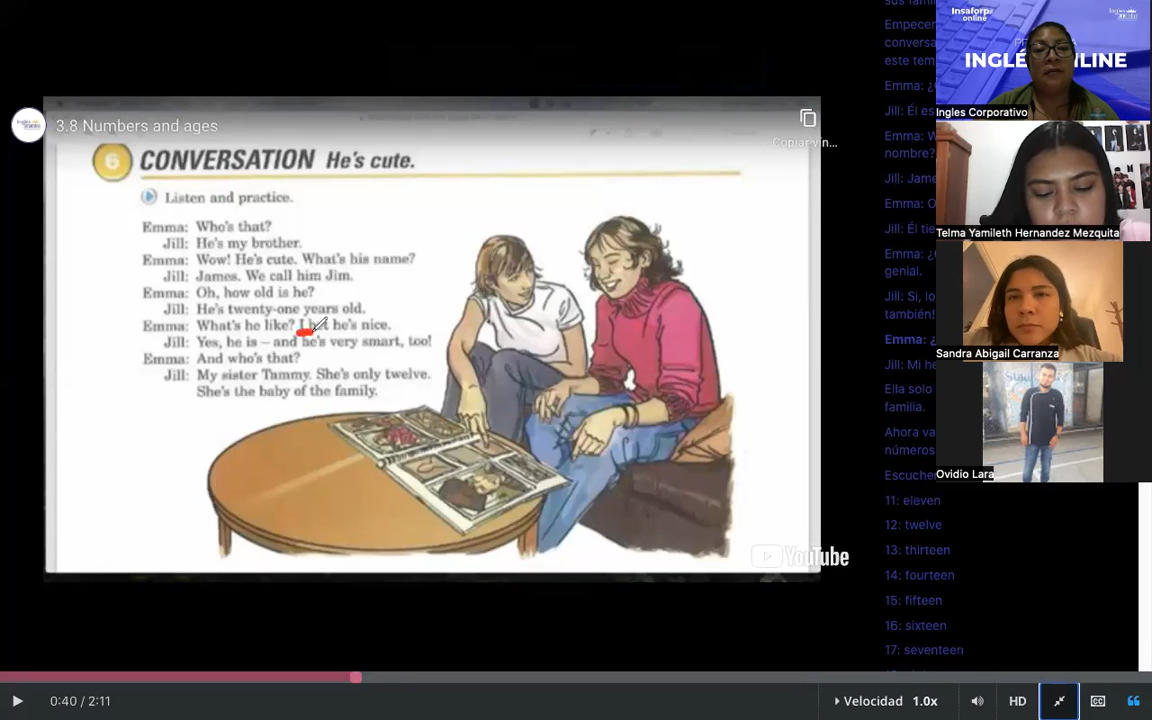 3.8 Numbers and ages
Copiar vín...
6 CONVERSATION He's cute.
Listen and practice.
Emma: Who's that?
Jill: He's my brother.
Emma: Wow! He's cute. What's his name?
Jill: James. We call him Jim.
Emma: Oh, how old is he?
Jill: He's twenty-one years old.
Emma: What's he like? I bet he's nice.
Jill: Yes, he is – and he's very smart, too!
Emma: And who's that?
Jill: My sister Tammy. She's only twelve.
She's the baby of the family.
YouTube
0:40 / 2:11
Velocidad 1.0x
HD
CC
Empecer
conversa
este tem
Emma: ¿
Jill: Él es
Emma: W
nombre?
Jill: Jame
Emma: O
Jill: Él tie
Emma: ¿
genial.
Jill: Si, lo
también!
Emma: ¿
Jill: Mi he
Ella solo
familia.
Ahora va
números
Escuche
11: eleven
12: twelve
13: thirteen
14: fourteen
15: fifteen
16: sixteen
17: seventeen
Insaforp
online
INGLÉ NLINE
Ingles Corporativo
Telma Yamileth Hernandez Mezquita
Sandra Abigail Carranza
Ovidio Lara